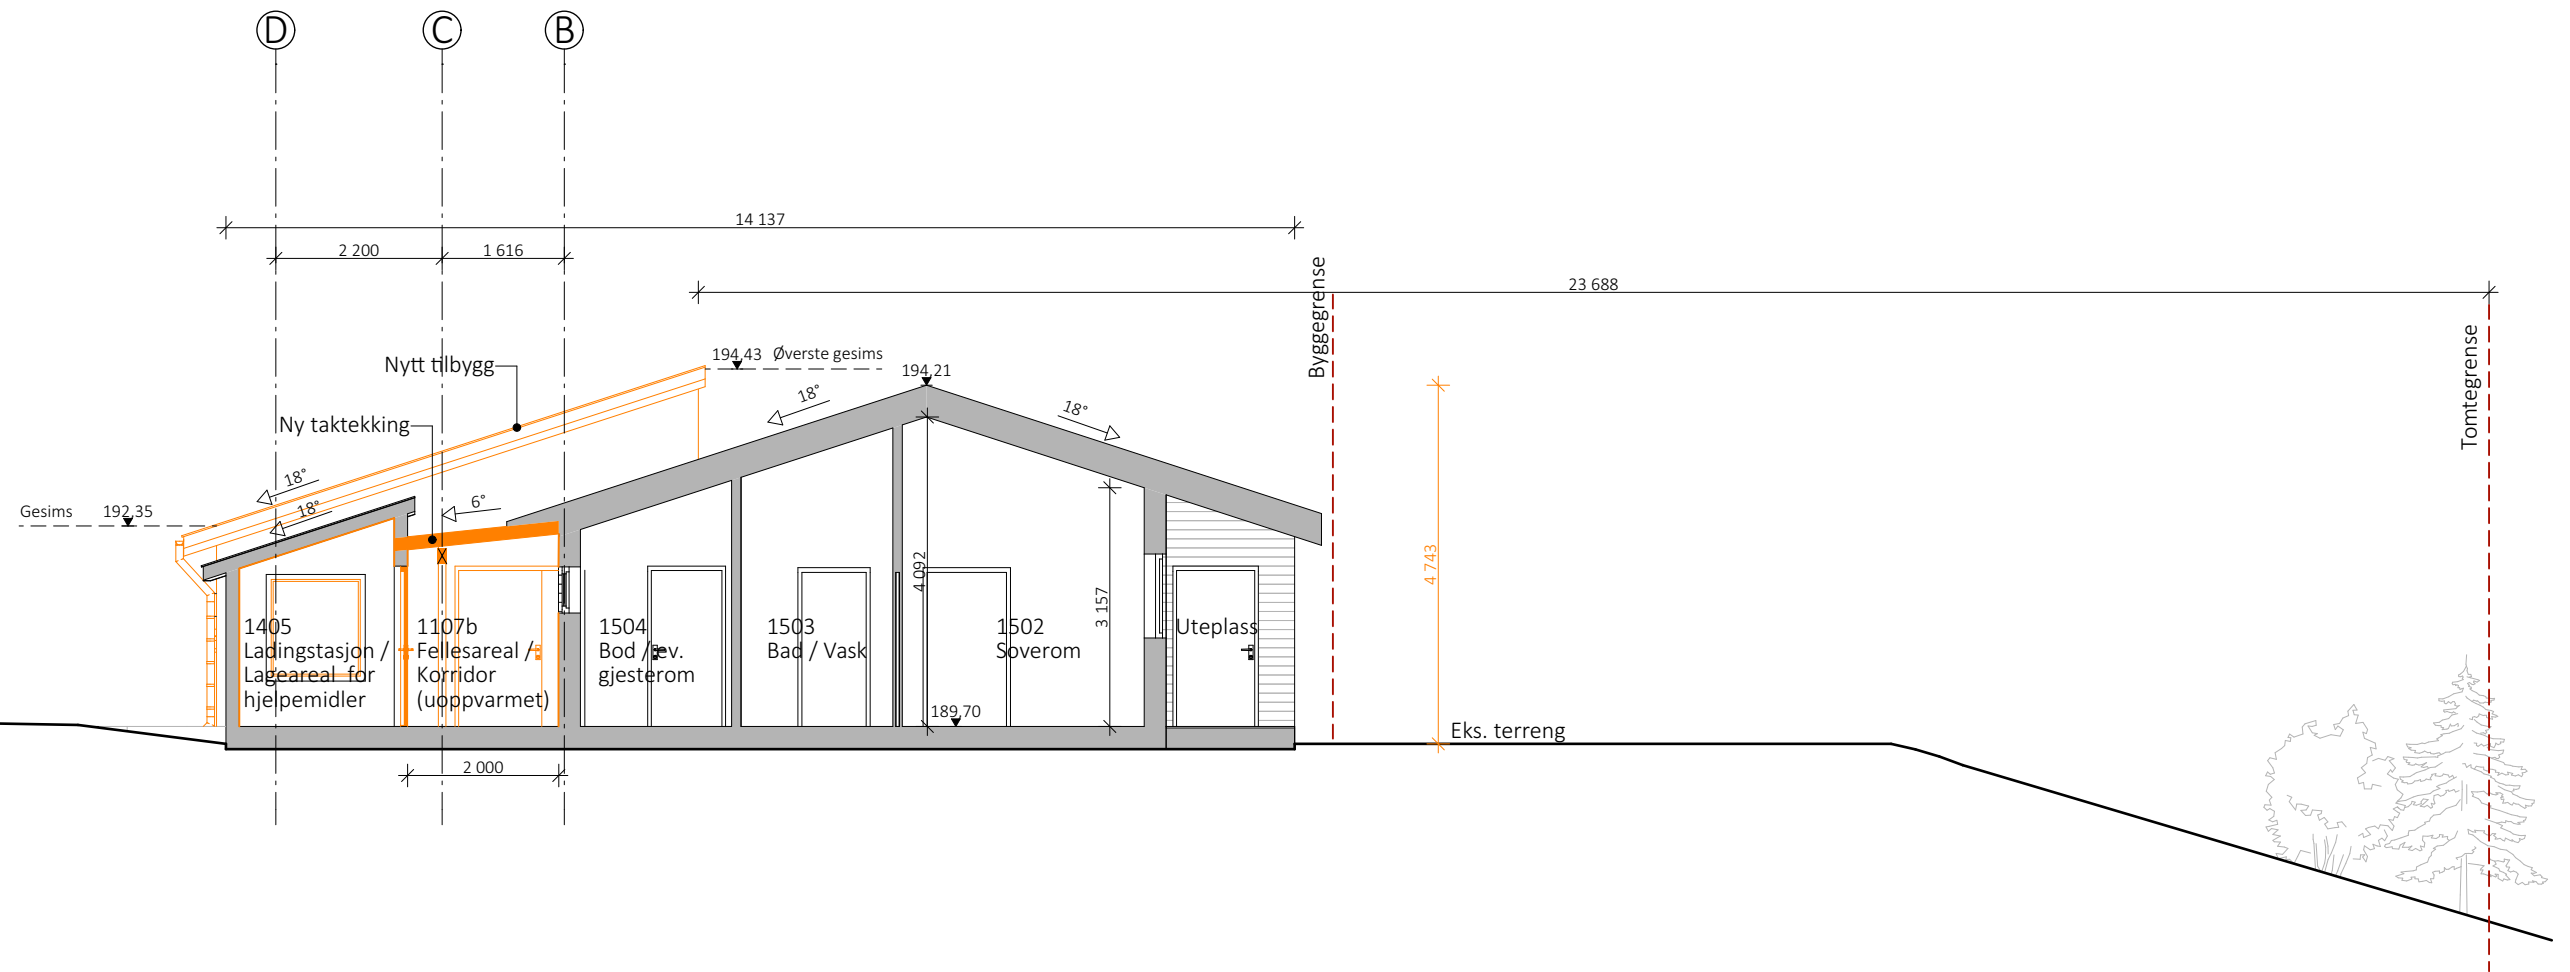 D
C
B
14 137
2 200
1 616
23 688
Byggegrense
Tomtegrense
Nytt tilbygg
194,43
Øverste gesims
194,21
18°
18°
Ny taktekking
18°
18°
6°
Gesims
192,35
4 092
3 157
4 743
1405
Ladingstasjon /
Lageareal for
hjelpemidler
1107b
Fellesareal /
Korridor
(uoppvarmet)
1504
Bod / ev.
gjesterom
1503
Bad / Vask
1502
Soverom
Uteplass
189,70
Eks. terreng
2 000